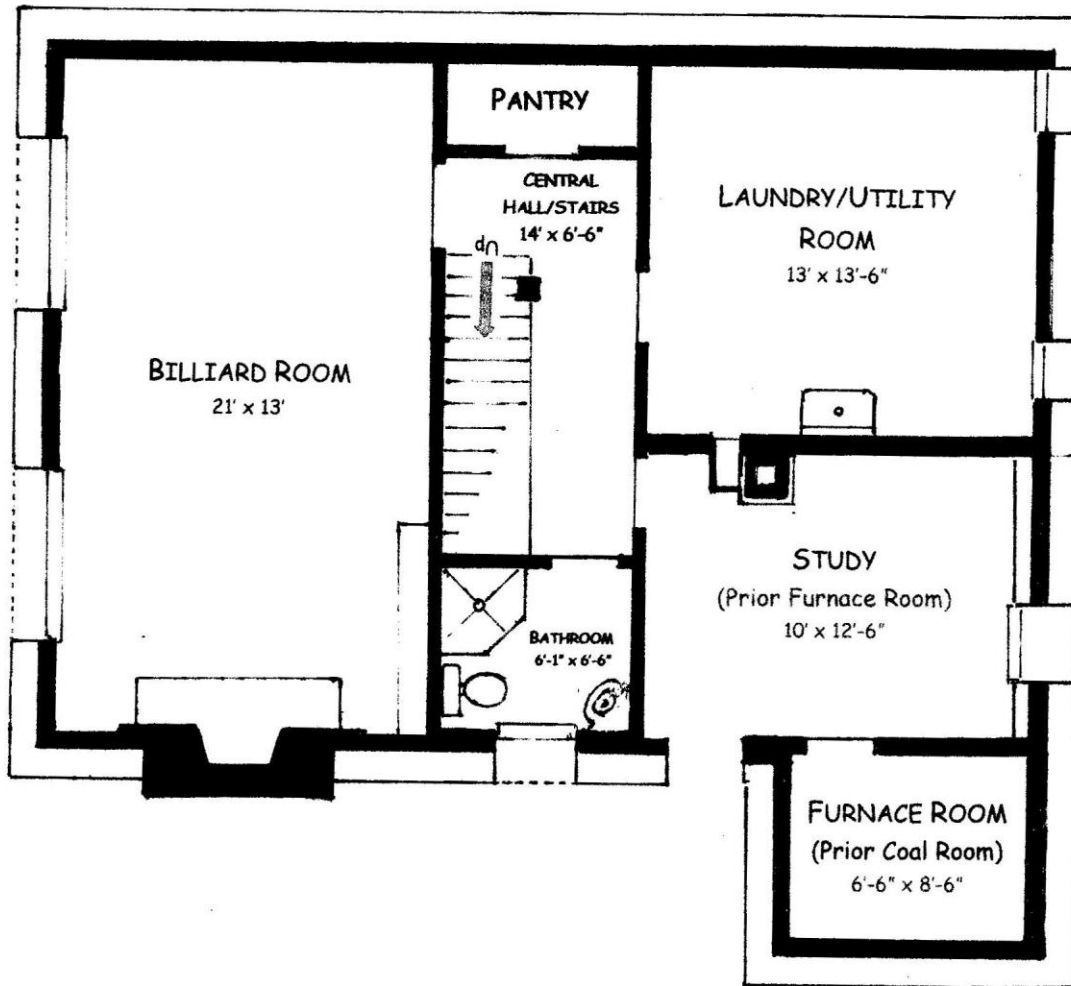 PANTRY
CENTRAL
HALL/STAIRS
14' x 6'-6"
Up
LAUNDRY/UTILITY
ROOM
13' x 13'-6"
BILLIARD ROOM
21' x 13'
STUDY
(Prior Furnace Room)
10' x 12'-6"
BATHROOM
6'-1" x 6'-6"
FURNACE ROOM
(Prior Coal Room)
6'-6" x 8'-6"